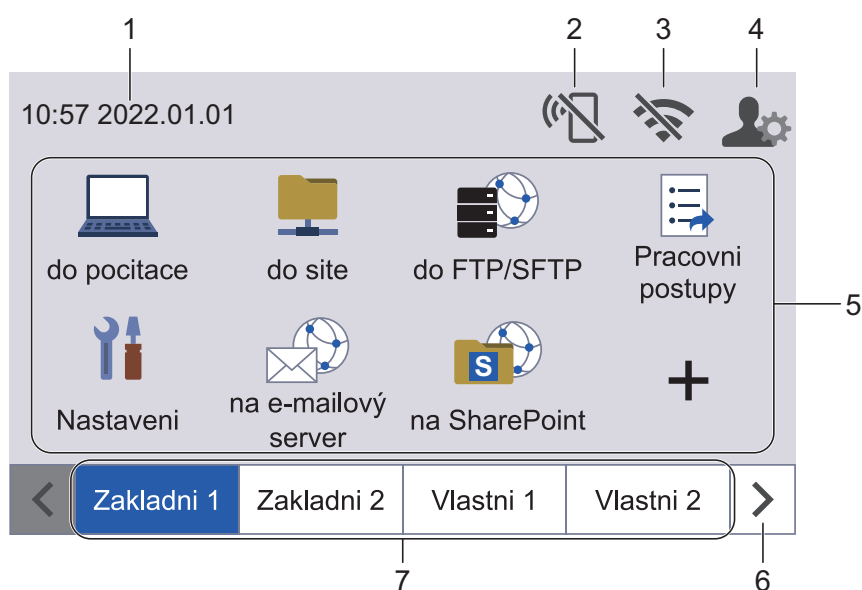 1 2 3 4
10:57 2022.01.01
do pocitace do site do FTP/SFTP Pracovni
postupy
5
S
Nastaveni na e-mailový
server na SharePoint
Zakladni 1 Zakladni 2 Vlastni 1 Vlastni 2
7 6